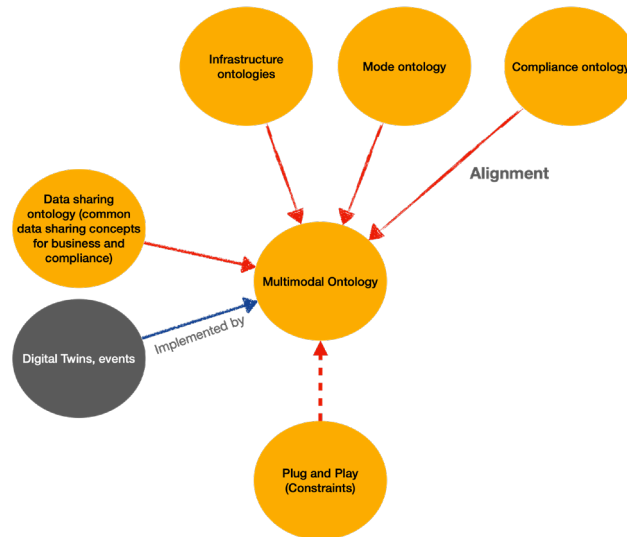 Infrastructure
ontologies
Mode ontology
Compliance ontology
Alignment
Data sharing
ontology (common
data sharing concepts
for business and
compliance)
Multimodal Ontology
Implemented by
Digital Twins, events
Plug and Play
(Constraints)